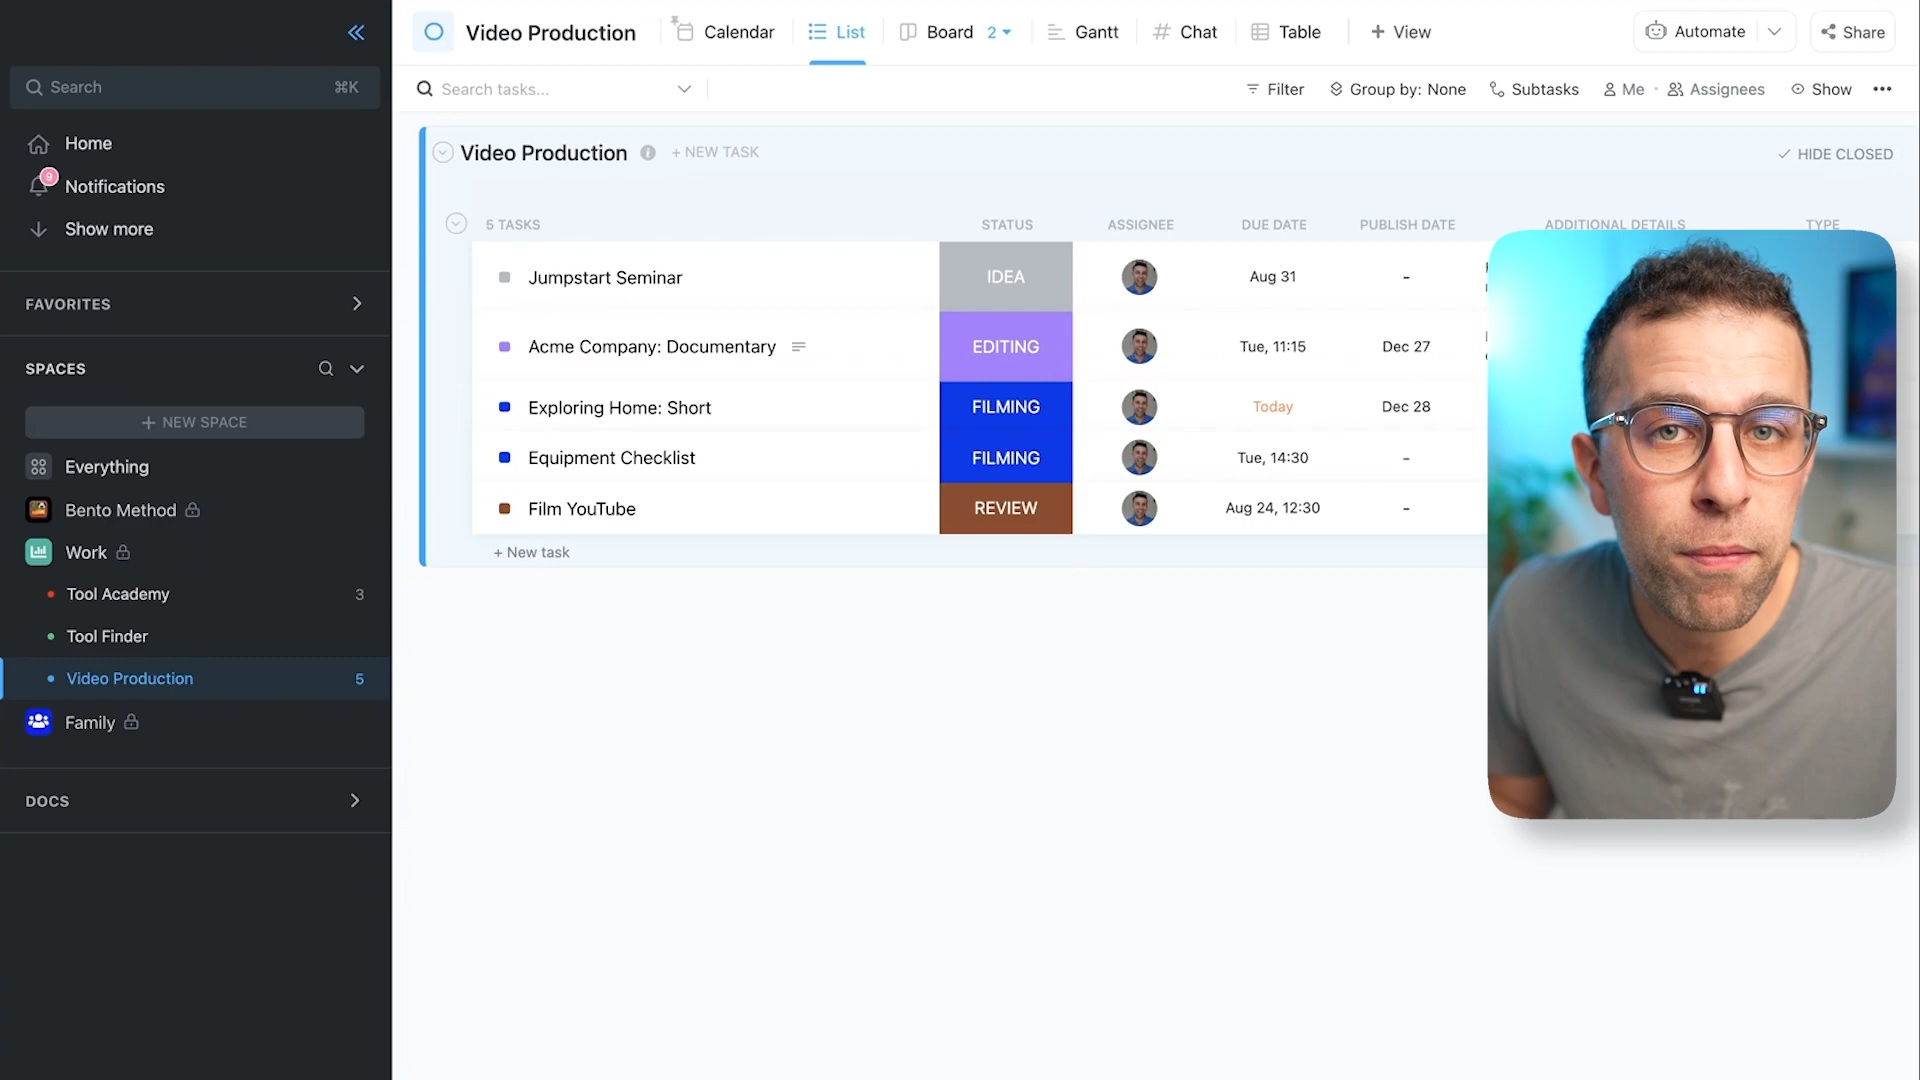 Video Production
Calendar
List
Board 2
Gantt
Chat
Table
+ View
Automate
Share
Search ⌘K
Search tasks...
Filter
Group by: None
Subtasks
Me
Assignees
Show
Home
9
Notifications
Show more
Video Production
+ NEW TASK
HIDE CLOSED
5 TASKS STATUS ASSIGNEE DUE DATE PUBLISH DATE ADDITIONAL DETAILS TYPE
Jumpstart Seminar IDEA Aug 31 -
Acme Company: Documentary EDITING Tue, 11:15 Dec 27
Exploring Home: Short FILMING Today Dec 28
Equipment Checklist FILMING Tue, 14:30 -
Film YouTube REVIEW Aug 24, 12:30 -
+ New task
FAVORITES
SPACES
+ NEW SPACE
Everything
Bento Method
Work
Tool Academy 3
Tool Finder
Video Production 5
Family
DOCS